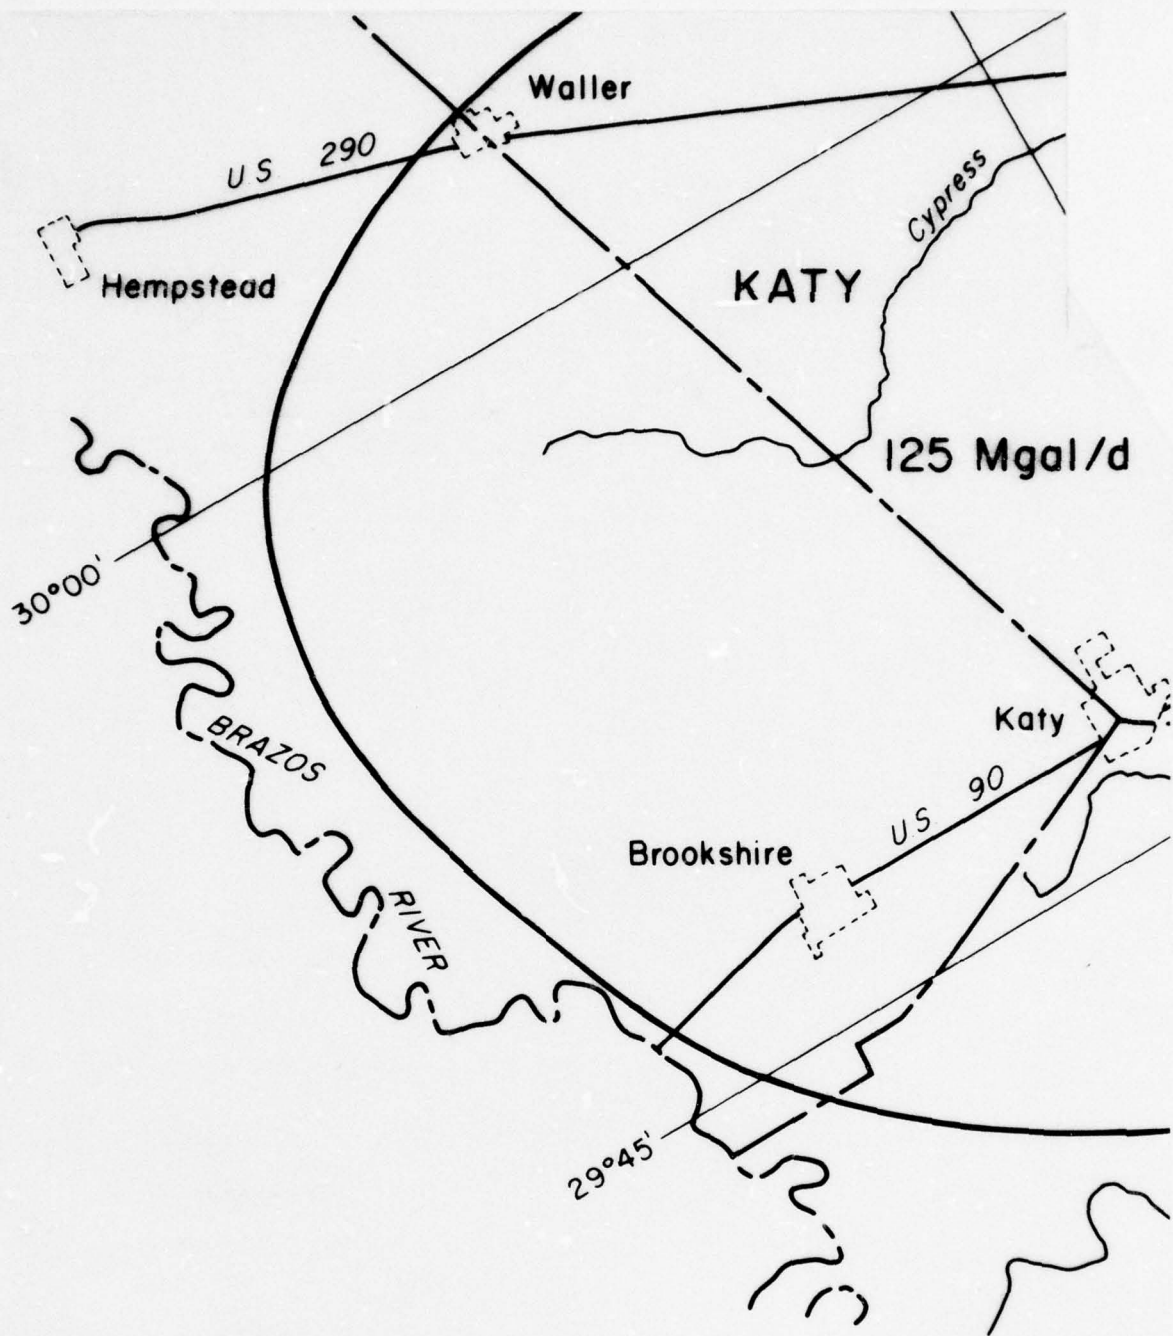 Waller
U.S 290
Cypress
Hempstead
KATY
125 Mgal/d
30°00'
Katy
BRAZOS
U.S 90
Brookshire
RIVER
29°45'